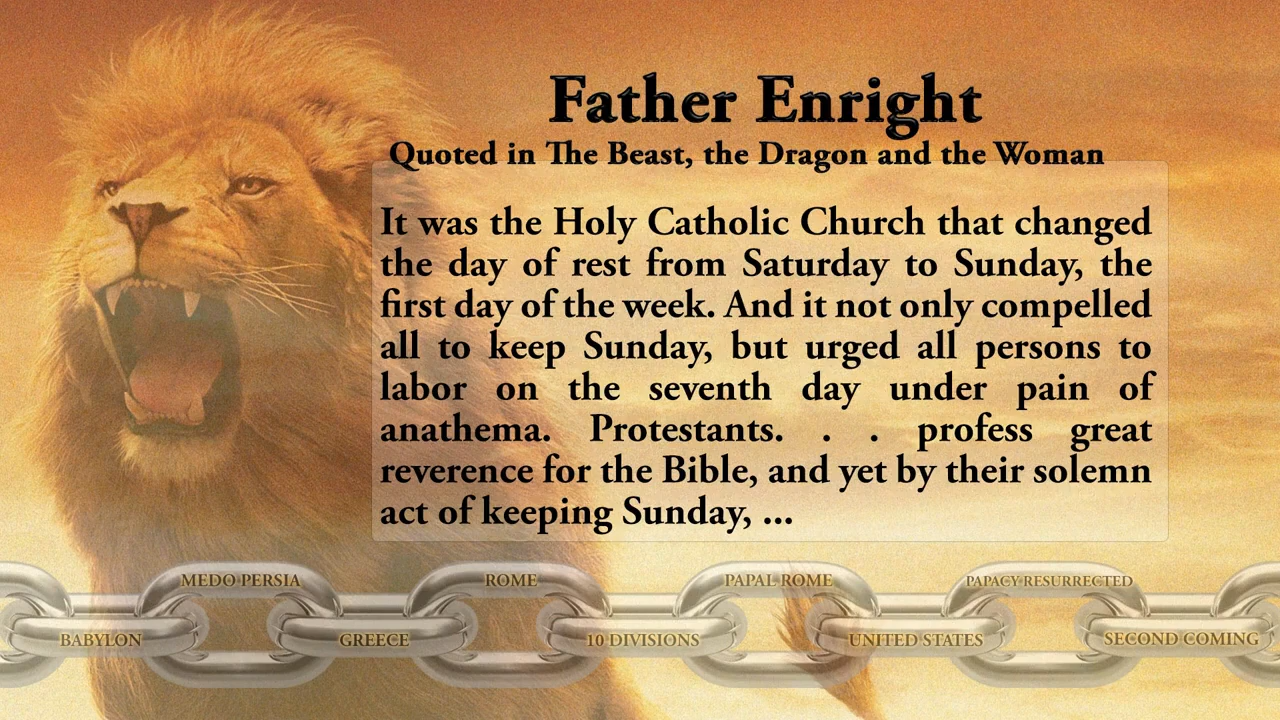 Father Enright
Quoted in The Beast, the Dragon and the Woman
It was the Holy Catholic Church that changed
the day of rest from Saturday to Sunday, the
first day of the week. And it not only compelled
all to keep Sunday, but urged all persons to
labor on the seventh day under pain of
anathema. Protestants. . . profess great
reverence for the Bible, and yet by their solemn
act of keeping Sunday, ...
MEDO PERSIA ROME PAPAL ROME PAPACY RESURRECTED
BABYLON GREECE 10 DIVISIONS UNITED STATES SECOND COMING